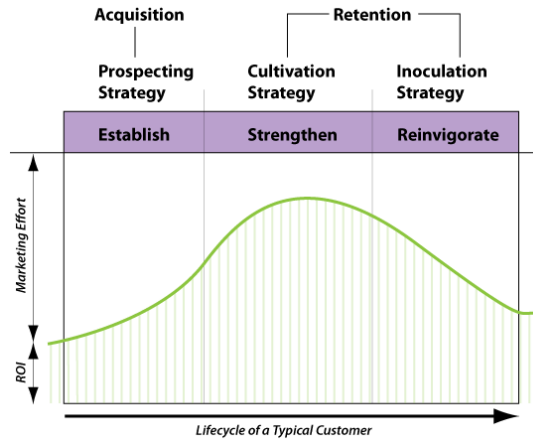 Acquisition
Retention
Prospecting
Strategy
Cultivation
Strategy
Inoculation
Strategy
Establish
Strengthen
Reinvigorate
Marketing Effort
ROI
Lifecycle of a Typical Customer